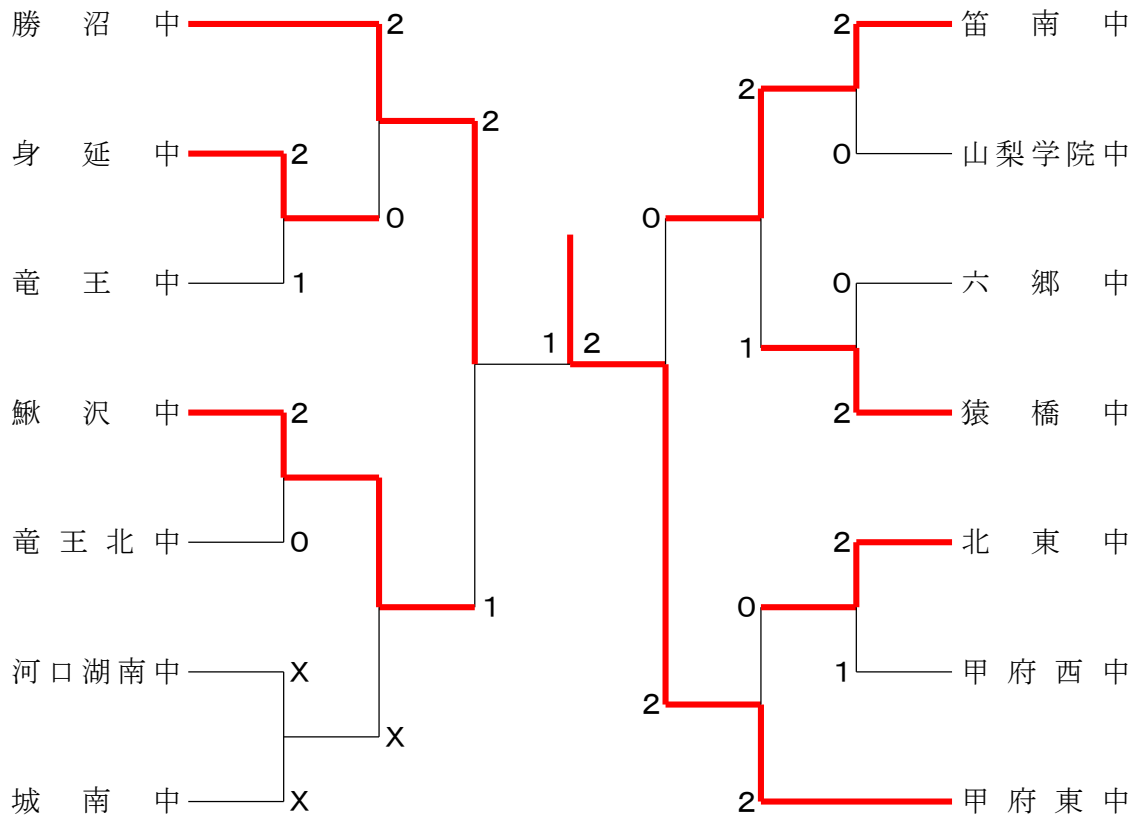 勝沼中 2 2 笛南中
2 2
身延中 2 0 山梨学院中
0 0
竜王中 1 0 六郷中
1 2 1
鰍沢中 2 2 猿橋中
竜王北中 0 2 北東中
1 0
河口湖南中 X 1 甲府西中
X 2
城南中 X 2 甲府東中